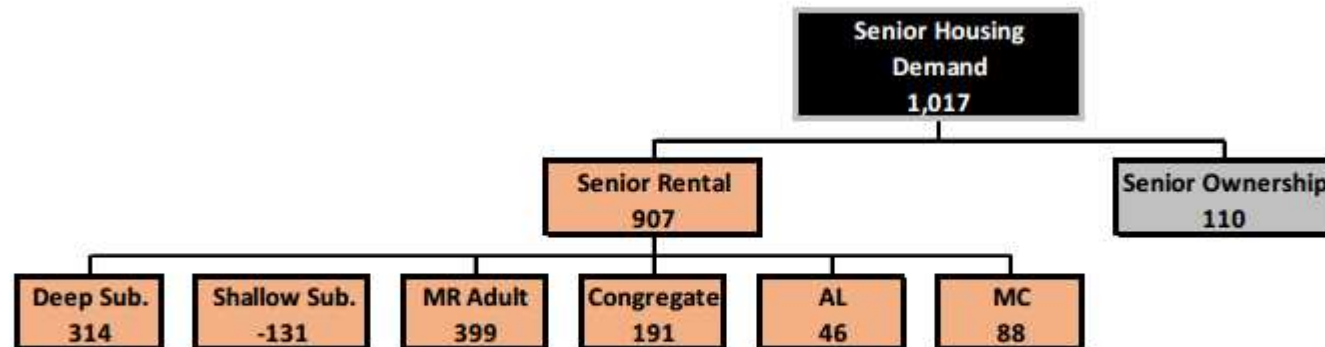 Senior Housing
Demand
1,017
Senior Rental
907
Senior Ownership
110
Deep Sub.
314
Shallow Sub.
-131
MR Adult
399
Congregate
191
AL
46
MC
88